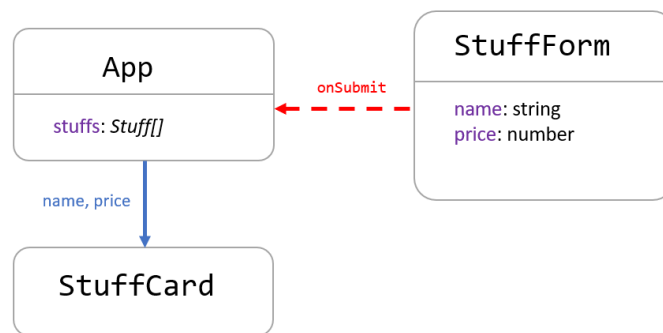 App
stuffs: Stuff[]
onSubmit
StuffForm
name: string
price: number
name, price
StuffCard